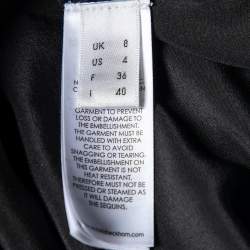 UK 8
US 4
F 36
I 40
GARMENT TO PREVENT
LOSS OR DAMAGE TO
THE EMBELLISHMENT.
THE GARMENT MUST BE
HANDLED WITH EXTRA
CARE TO AVOID
SNAGGING OR TEARING.
THE EMBELLISHMENT ON
THIS GARMENT IS NOT
HEAT RESISTANT.
THEREFORE MUST NOT BE
PRESSED OR STEAMED AS
IT WILL DAMAGE
THE SEQUINS.